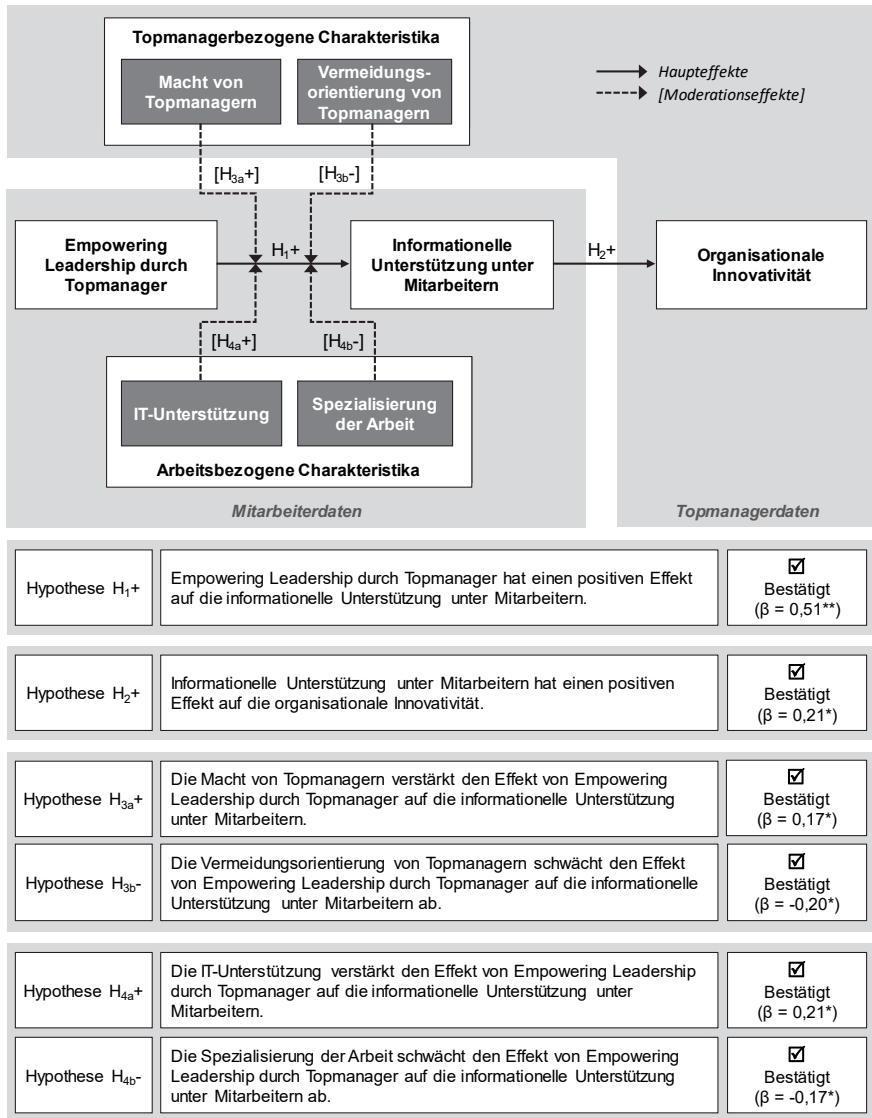 Topmanagerbezogene Charakteristika
Macht von
Topmanagern
Vermeidungs-
orientierung von
Topmanagern
Haupteffekte
[Moderationseffekte]
[H3a+]
[H3b-]
Empowering
Leadership durch
Topmanager
H1+
Informationelle
Unterstützung unter
Mitarbeitern
H2+
Organisationale
Innovativität
[H4a+]
[H4b-]
IT-Unterstützung
Spezialisierung
der Arbeit
Arbeitsbezogene Charakteristika
Mitarbeiterdaten
Topmanagerdaten
Hypothese H1+
Empowering Leadership durch Topmanager hat einen positiven Effekt
auf die informationelle Unterstützung unter Mitarbeitern.
☑
Bestätigt
(β = 0,51**)
Hypothese H2+
Informationelle Unterstützung unter Mitarbeitern hat einen positiven
Effekt auf die organisationale Innovativität.
☑
Bestätigt
(β = 0,21*)
Hypothese H3a+
Die Macht von Topmanagern verstärkt den Effekt von Empowering
Leadership durch Topmanager auf die informationelle Unterstützung
unter Mitarbeitern.
☑
Bestätigt
(β = 0,17*)
Hypothese H3b-
Die Vermeidungsorientierung von Topmanagern schwächt den Effekt
von Empowering Leadership durch Topmanager auf die informationelle
Unterstützung unter Mitarbeitern ab.
☑
Bestätigt
(β = -0,20*)
Hypothese H4a+
Die IT-Unterstützung verstärkt den Effekt von Empowering Leadership
durch Topmanager auf die informationelle Unterstützung unter
Mitarbeitern.
☑
Bestätigt
(β = 0,21*)
Hypothese H4b-
Die Spezialisierung der Arbeit schwächt den Effekt von Empowering
Leadership durch Topmanager auf die informationelle Unterstützung
unter Mitarbeitern ab.
☑
Bestätigt
(β = -0,17*)